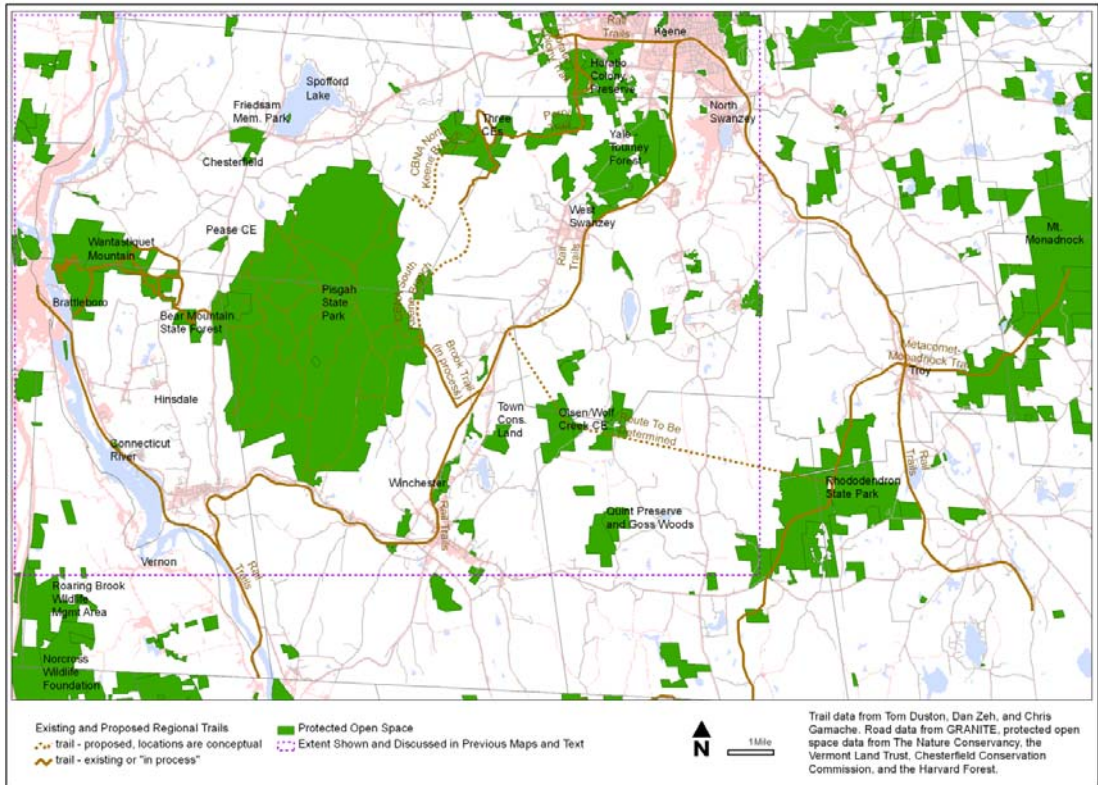 Rail
Trails
Keene
Horatio
Colony
Preserve
Spofford
Lake
Friedsam
Mem. Park
Chesterfield
Three
CEs
North
Swanzey
Yale -
Toumey
Forest
West
Swanzey
Rail
Trails
Pease CE
Wantastiquet
Mountain
Brattleboro
Bear Mountain
State Forest
Pisgah
State
Park
Mt.
Monadnock
Metacomet-
Monadnock Trail
Troy
Brook Trail
(in process)
Hinsdale
Town
Cons.
Land
Olsen/Wolf
Creek CE
Route To Be
Determined
Connecticut
River
Winchester
Rail Trails
Rhododendron
State Park
Rail
Trails
Quint Preserve
and Goss Woods
Vernon
Rail
Trails
Roaring Brook
Wildlife
Mgmt Area
Norcross
Wildlife
Foundation
Existing and Proposed Regional Trails
trail - proposed, locations are conceptual
trail - existing or "in process"
Protected Open Space
Extent Shown and Discussed in Previous Maps and Text
N
1Mile
Trail data from Tom Duston, Dan Zeh, and Chris
Gamache. Road data from GRANITE, protected open
space data from The Nature Conservancy, the
Vermont Land Trust, Chesterfield Conservation
Commission, and the Harvard Forest.